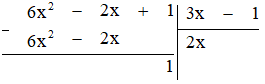 6x² - 2x + 1 3x - 1
- 6x² - 2x 2x
1